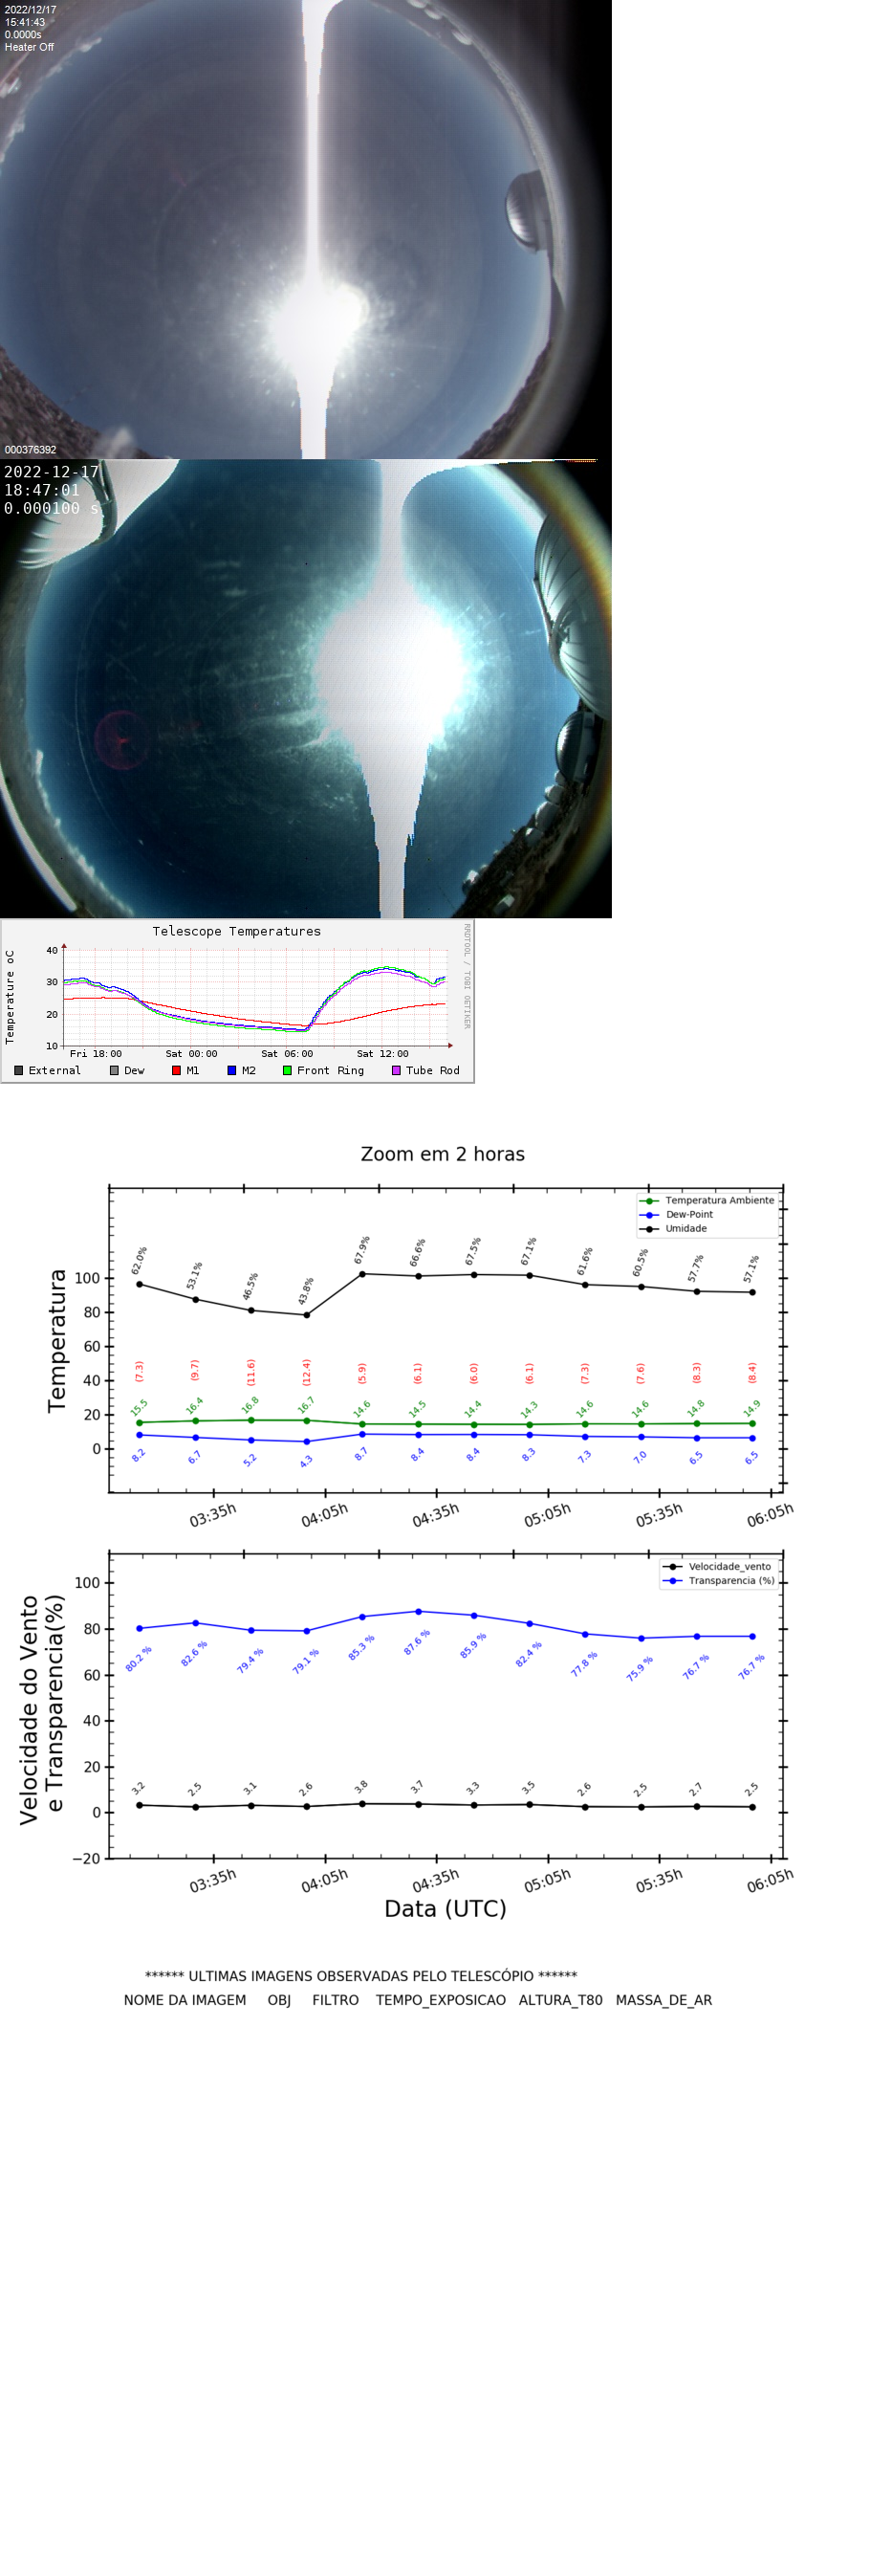 2022/12/17
15:41:43
0.0000s
Heater Off
000376392
2022-12-17
18:47:01
0.000100 s
Telescope Temperatures
RRDTOOL / TOBI OETIKER
Temperature oC
40
30
20
10
Fri 18:00 Sat 00:00 Sat 06:00 Sat 12:00
External Dew M1 M2 Front Ring Tube Rod
Zoom em 2 horas
Temperatura
Temperatura Ambiente
Dew-Point
Umidade
62.0% 53.1% 46.5% 43.8% 67.9% 66.6% 67.5% 67.1% 61.6% 60.5% 57.7% 57.1%
100
80
60
40
20
0
(7.3) (9.7) (11.6) (12.4) (5.9) (6.1) (6.0) (6.1) (7.3) (7.6) (8.3) (8.4)
15.5 16.4 16.8 16.7 14.6 14.5 14.4 14.3 14.6 14.6 14.8 14.9
8.2 6.7 5.2 4.3 8.7 8.4 8.4 8.3 7.3 7.0 6.5 6.5
03:35h 04:05h 04:35h 05:05h 05:35h 06:05h
Velocidade do Vento
e Transparencia(%)
Velocidade_vento
Transparencia (%)
100
80
60
40
20
0
−20
80.2 % 82.6 % 79.4 % 79.1 % 85.3 % 87.6 % 85.9 % 82.4 % 77.8 % 75.9 % 76.7 % 76.7 %
3.2 2.5 3.1 2.6 3.8 3.7 3.3 3.5 2.6 2.5 2.7 2.5
03:35h 04:05h 04:35h 05:05h 05:35h 06:05h
Data (UTC)
****** ULTIMAS IMAGENS OBSERVADAS PELO TELESCÓPIO ******
NOME DA IMAGEM OBJ FILTRO TEMPO_EXPOSICAO ALTURA_T80 MASSA_DE_AR